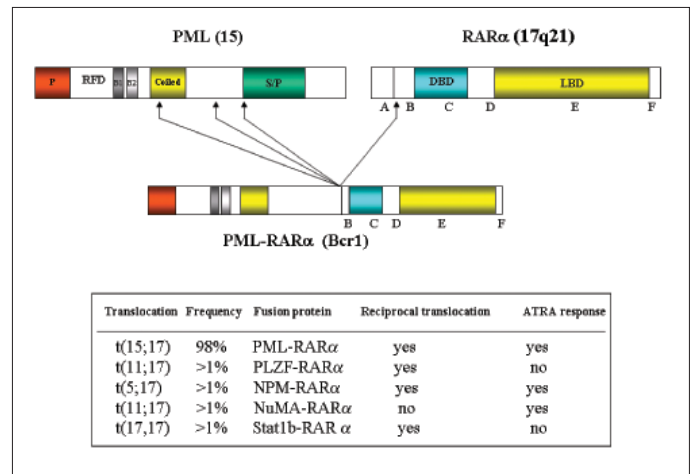 PML (15) RARα (17q21)
P RFD B1 B2 Coiled S/P DBD LBD
A B C D E F
B C D E F
PML-RARα (Bcr1)
Translocation Frequency Fusion protein Reciprocal translocation ATRA response
t(15;17) 98% PML-RARα yes yes
t(11;17) >1% PLZF-RARα yes no
t(5;17) >1% NPM-RARα yes yes
t(11;17) >1% NuMA-RARα no yes
t(17,17) >1% Stat1b-RAR α yes no